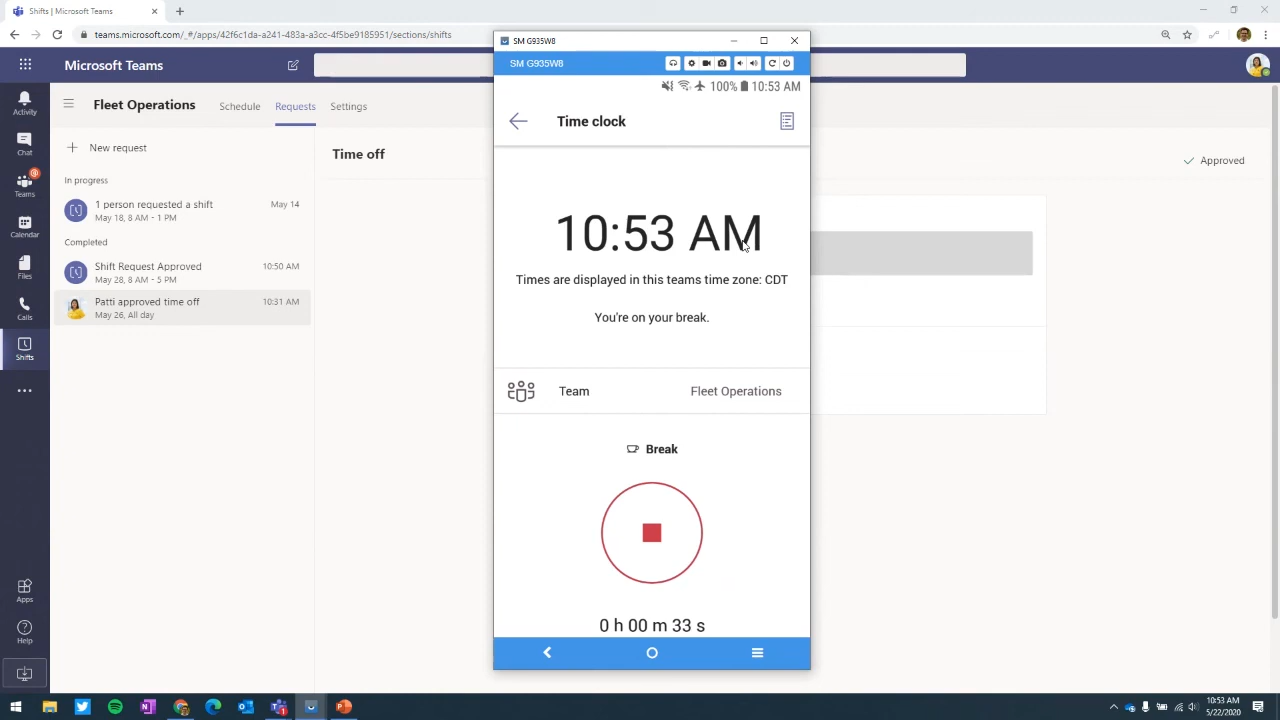 Shifts | Microsoft Teams
teams.microsoft.com/_#/apps/42f6c1da-a241-483a-a3cc-4f5be9185951/sections/shifts
Microsoft Teams
Activity
Chat
Teams
Calendar
Files
Calls
Shifts
Apps
Help
Fleet Operations
Schedule
Requests
Settings
New request
In progress
1 person requested a shift
May 14
May 18, 8 AM - 1 PM
Completed
Shift Request Approved
10:50 AM
May 28, 8 AM - 5 PM
Patti approved time off
10:31 AM
May 26, All day
Time off
Approved
SM G935W8
SM G935W8
100% 10:53 AM
Time clock
10:53 AM
Times are displayed in this teams time zone: CDT
You're on your break.
Team
Fleet Operations
Break
0 h 00 m 33 s
10:53 AM
5/22/2020